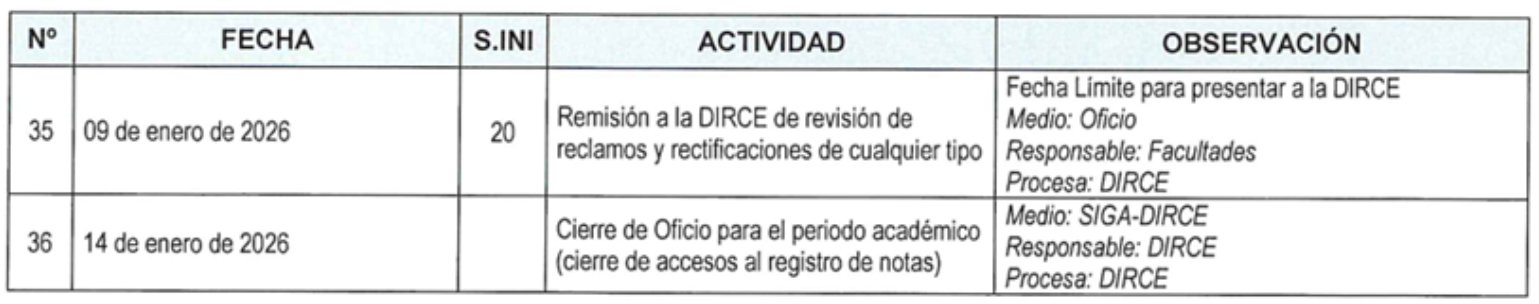 Nº FECHA S.INI ACTIVIDAD OBSERVACIÓN
35 09 de enero de 2026 20 Remisión a la DIRCE de revisión de
reclamos y rectificaciones de cualquier tipo
Fecha Límite para presentar a la DIRCE
Medio: Oficio
Responsable: Facultades
Procesa: DIRCE
36 14 de enero de 2026 Cierre de Oficio para el periodo académico
(cierre de accesos al registro de notas)
Medio: SIGA-DIRCE
Responsable: DIRCE
Procesa: DIRCE